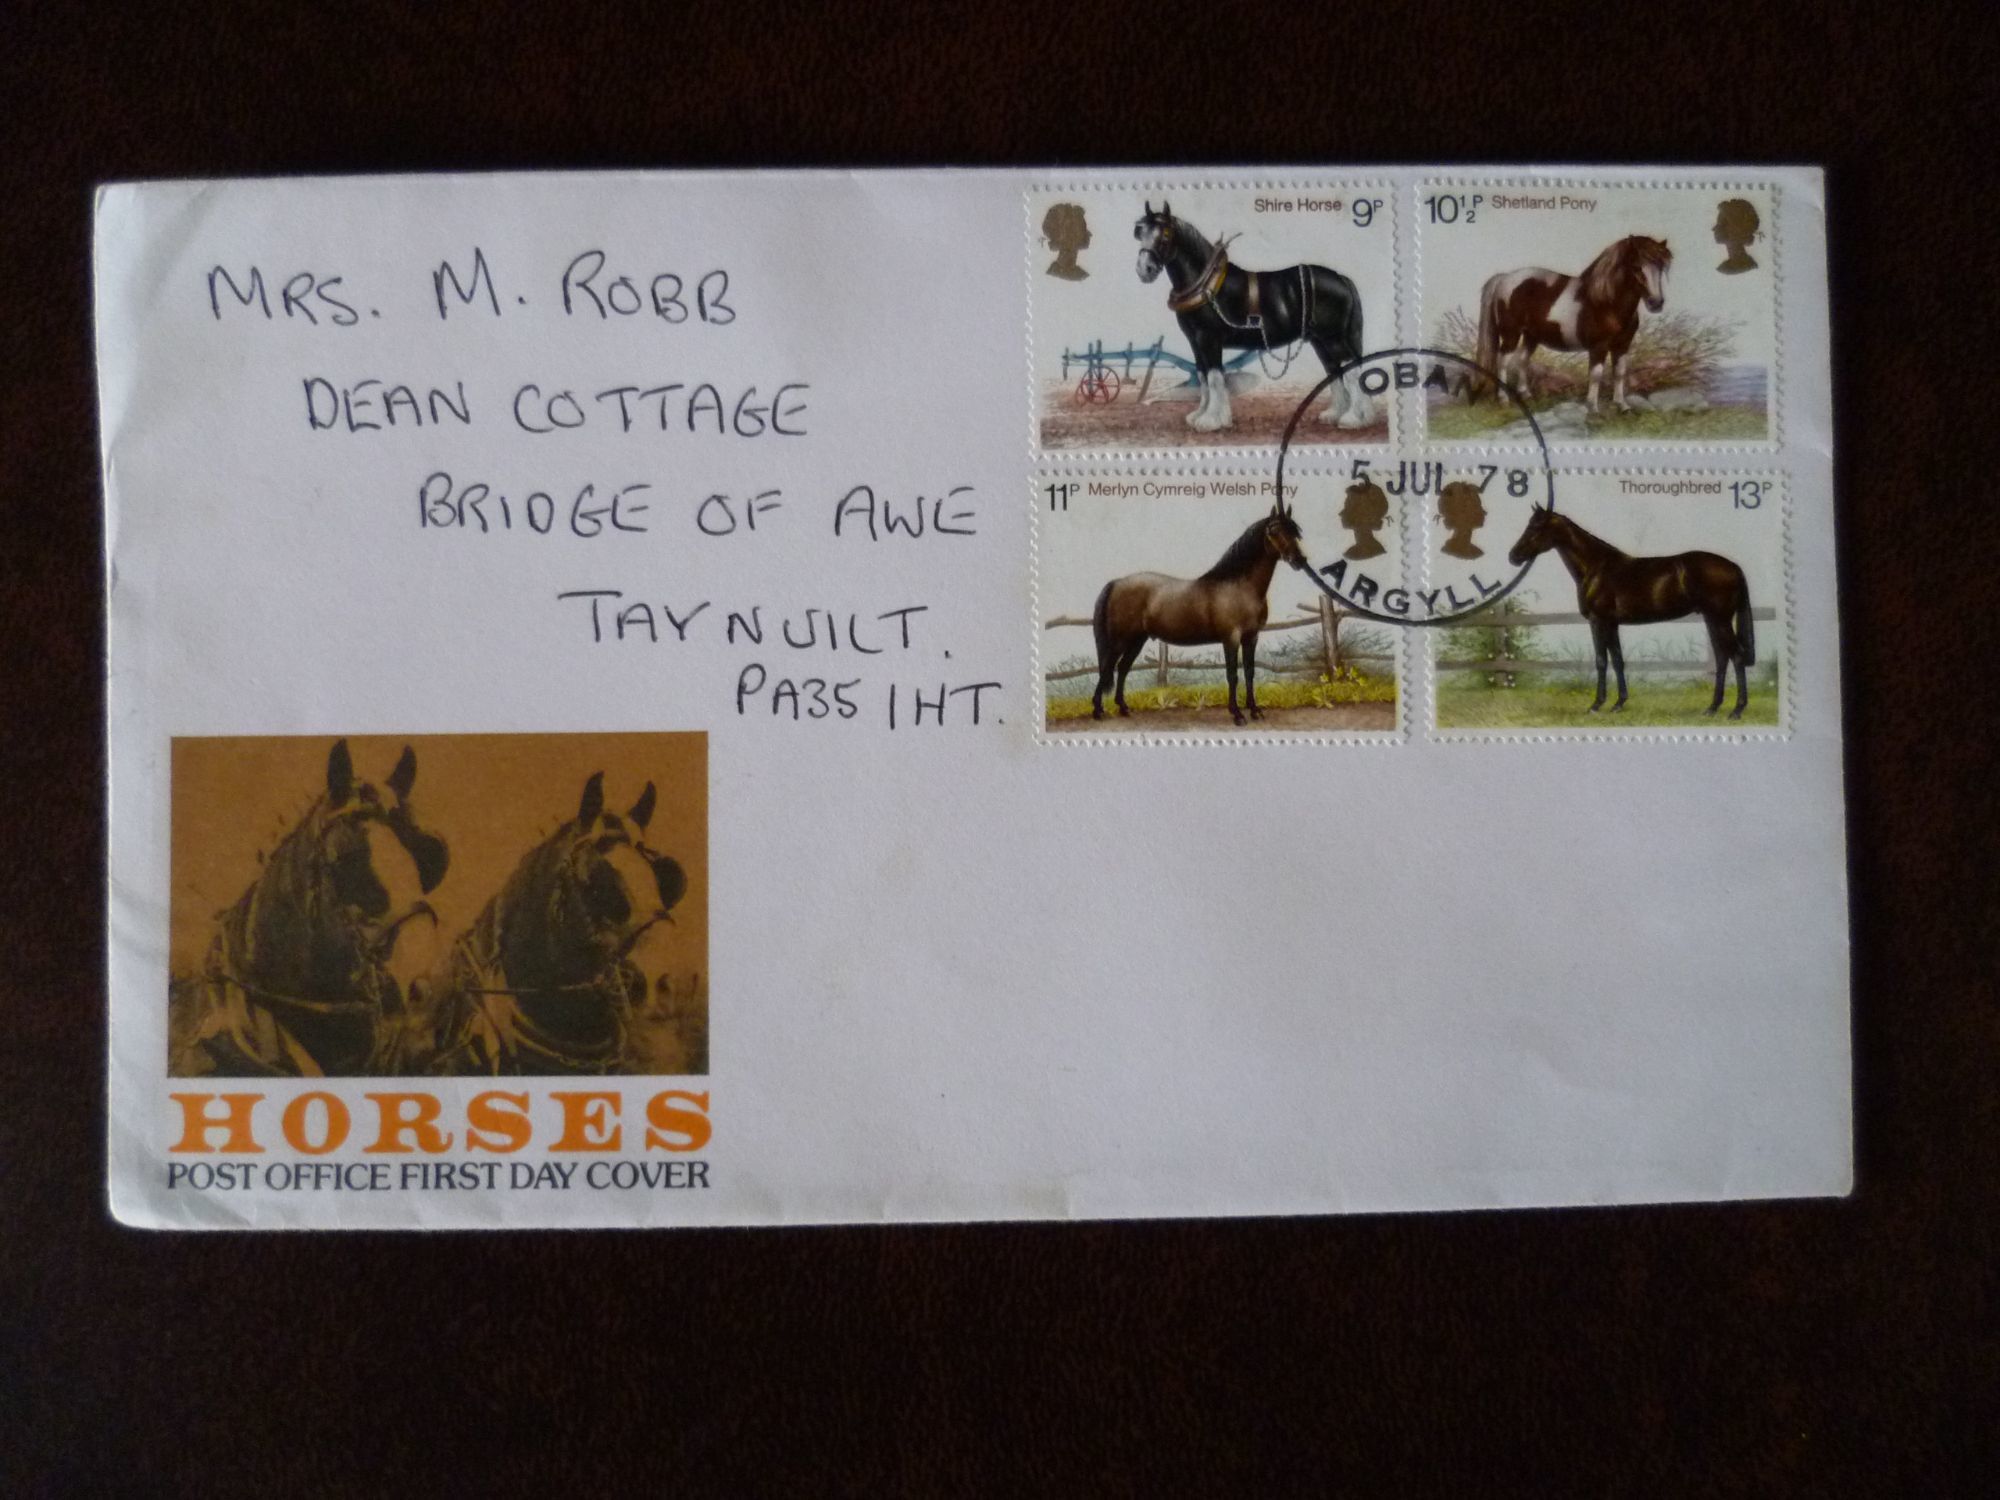 MRS. M. ROBB
DEAN COTTAGE
BRIDGE OF AWE
TAYNUILT.
PA35 1HT.
Shire Horse 9P
10½P Shetland Pony
11P Merlyn Cymreig Welsh Pony
Thoroughbred 13P
OBAN
5 JUL 78
ARGYLL
HORSES
POST OFFICE FIRST DAY COVER